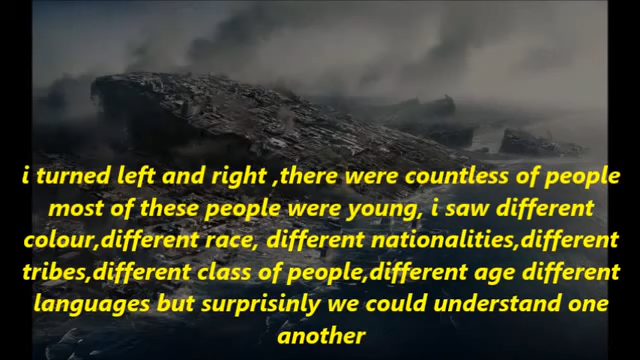 i turned left and right ,there were countless of people
most of these people were young, i saw different
colour,different race, different nationalities,different
tribes,different class of people,different age different
languages but surprisinly we could understand one
another